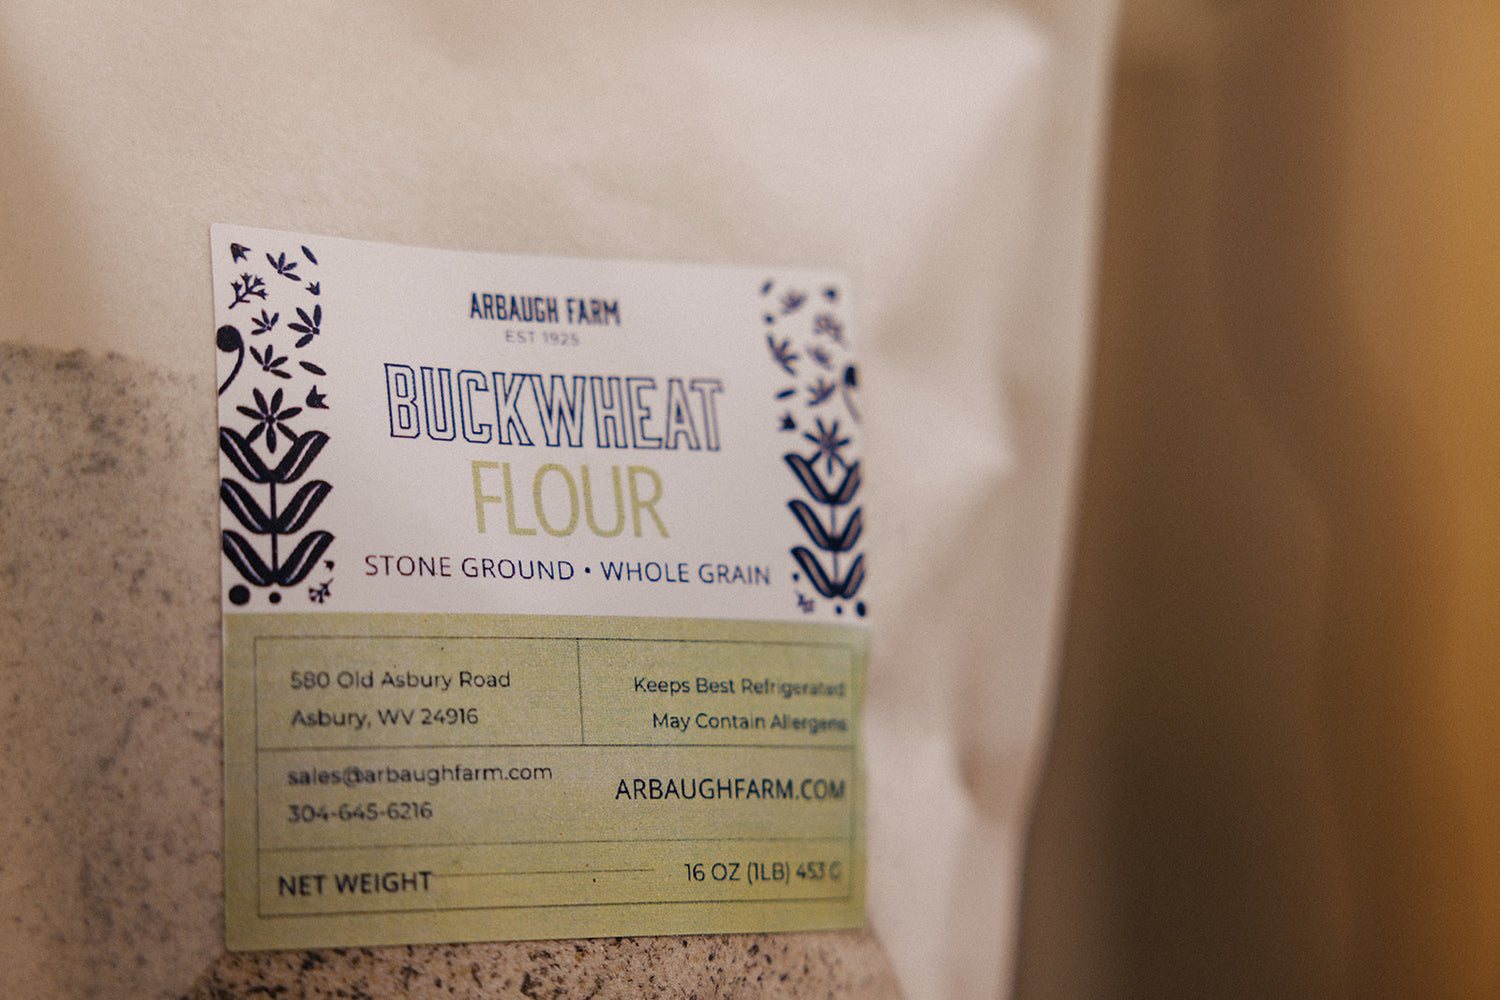 ARBAUGH FARM
EST 1925
BUCKWHEAT
FLOUR
STONE GROUND • WHOLE GRAIN
580 Old Asbury Road
Asbury, WV 24916
Keeps Best Refrigerated
May Contain Allergens
sales@arbaughfarm.com
304-645-6216
ARBAUGHFARM.COM
NET WEIGHT
16 OZ (1LB) 453 G